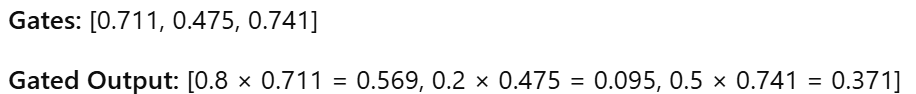 Gates: [0.711, 0.475, 0.741]
Gated Output: [0.8 × 0.711 = 0.569, 0.2 × 0.475 = 0.095, 0.5 × 0.741 = 0.371]